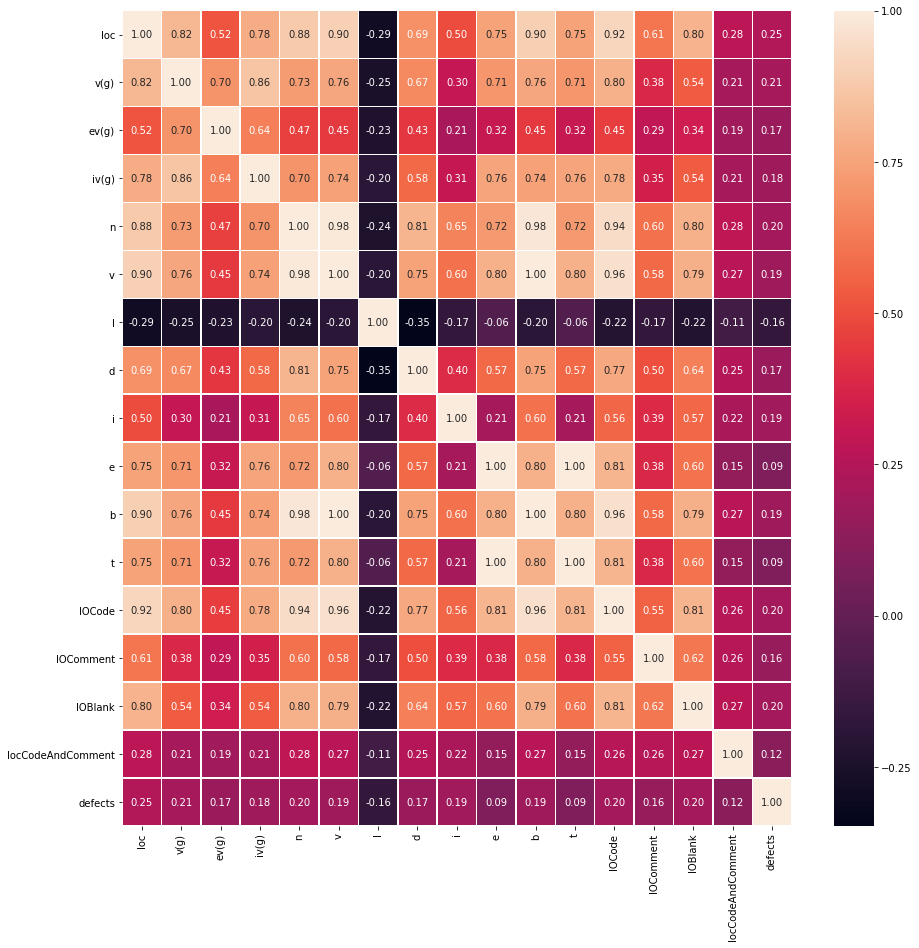 loc 1.00 0.82 0.52 0.78 0.88 0.90 -0.29 0.69 0.50 0.75 0.90 0.75 0.92 0.61 0.80 0.28 0.25
v(g) 0.82 1.00 0.70 0.86 0.73 0.76 -0.25 0.67 0.30 0.71 0.76 0.71 0.80 0.38 0.54 0.21 0.21
ev(g) 0.52 0.70 1.00 0.64 0.47 0.45 -0.23 0.43 0.21 0.32 0.45 0.32 0.45 0.29 0.34 0.19 0.17
iv(g) 0.78 0.86 0.64 1.00 0.70 0.74 -0.20 0.58 0.31 0.76 0.74 0.76 0.78 0.35 0.54 0.21 0.18
n 0.88 0.73 0.47 0.70 1.00 0.98 -0.24 0.81 0.65 0.72 0.98 0.72 0.94 0.60 0.80 0.28 0.20
v 0.90 0.76 0.45 0.74 0.98 1.00 -0.20 0.75 0.60 0.80 1.00 0.80 0.96 0.58 0.79 0.27 0.19
l -0.29 -0.25 -0.23 -0.20 -0.24 -0.20 1.00 -0.35 -0.17 -0.06 -0.20 -0.06 -0.22 -0.17 -0.22 -0.11 -0.16
d 0.69 0.67 0.43 0.58 0.81 0.75 -0.35 1.00 0.40 0.57 0.75 0.57 0.77 0.50 0.64 0.25 0.17
i 0.50 0.30 0.21 0.31 0.65 0.60 -0.17 0.40 1.00 0.21 0.60 0.21 0.56 0.39 0.57 0.22 0.19
e 0.75 0.71 0.32 0.76 0.72 0.80 -0.06 0.57 0.21 1.00 0.80 1.00 0.81 0.38 0.60 0.15 0.09
b 0.90 0.76 0.45 0.74 0.98 1.00 -0.20 0.75 0.60 0.80 1.00 0.80 0.96 0.58 0.79 0.27 0.19
t 0.75 0.71 0.32 0.76 0.72 0.80 -0.06 0.57 0.21 1.00 0.80 1.00 0.81 0.38 0.60 0.15 0.09
lOCode 0.92 0.80 0.45 0.78 0.94 0.96 -0.22 0.77 0.56 0.81 0.96 0.81 1.00 0.55 0.81 0.26 0.20
lOComment 0.61 0.38 0.29 0.35 0.60 0.58 -0.17 0.50 0.39 0.38 0.58 0.38 0.55 1.00 0.62 0.26 0.16
lOBlank 0.80 0.54 0.34 0.54 0.80 0.79 -0.22 0.64 0.57 0.60 0.79 0.60 0.81 0.62 1.00 0.27 0.20
locCodeAndComment 0.28 0.21 0.19 0.21 0.28 0.27 -0.11 0.25 0.22 0.15 0.27 0.15 0.26 0.26 0.27 1.00 0.12
defects 0.25 0.21 0.17 0.18 0.20 0.19 -0.16 0.17 0.19 0.09 0.19 0.09 0.20 0.16 0.20 0.12 1.00
loc v(g) ev(g) iv(g) n v l d i e b t lOCode lOComment lOBlank locCodeAndComment defects
1.00
0.75
0.50
0.25
0.00
−0.25